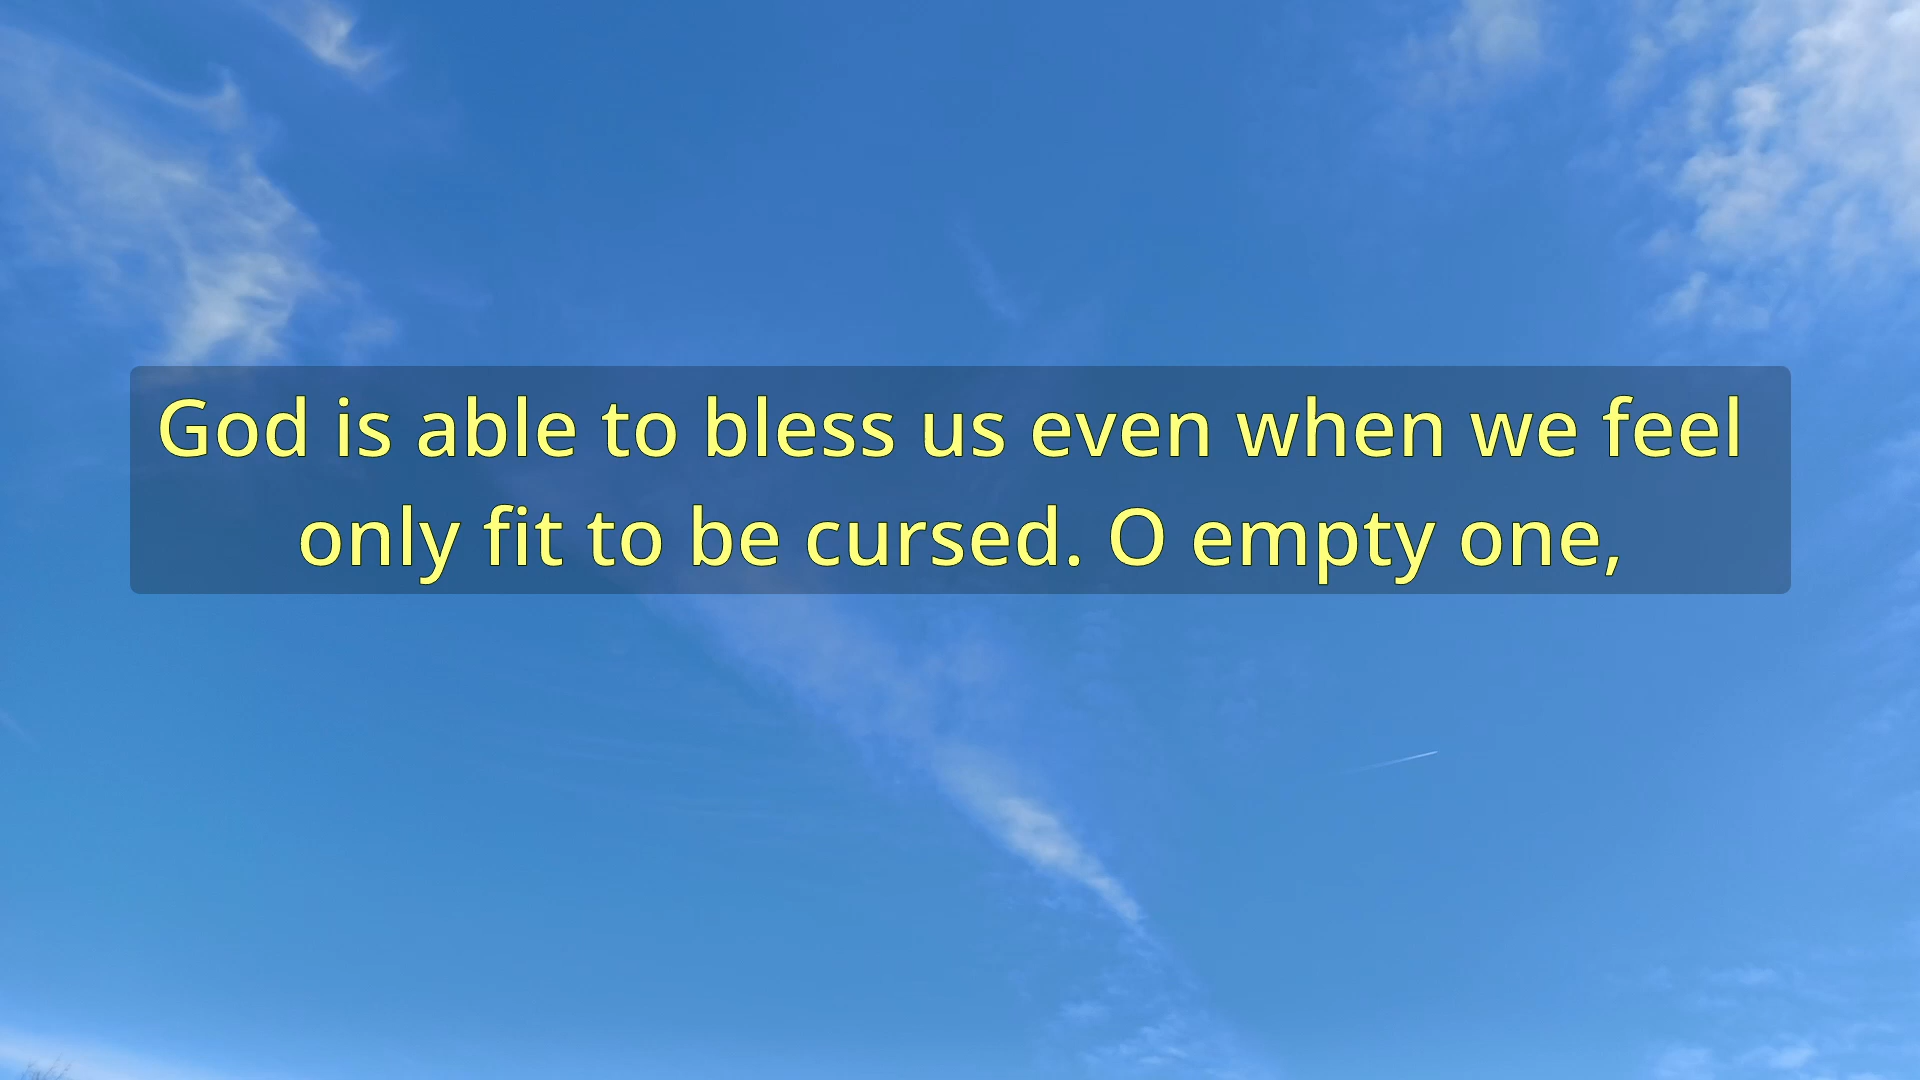 God is able to bless us even when we feel
only fit to be cursed. O empty one,